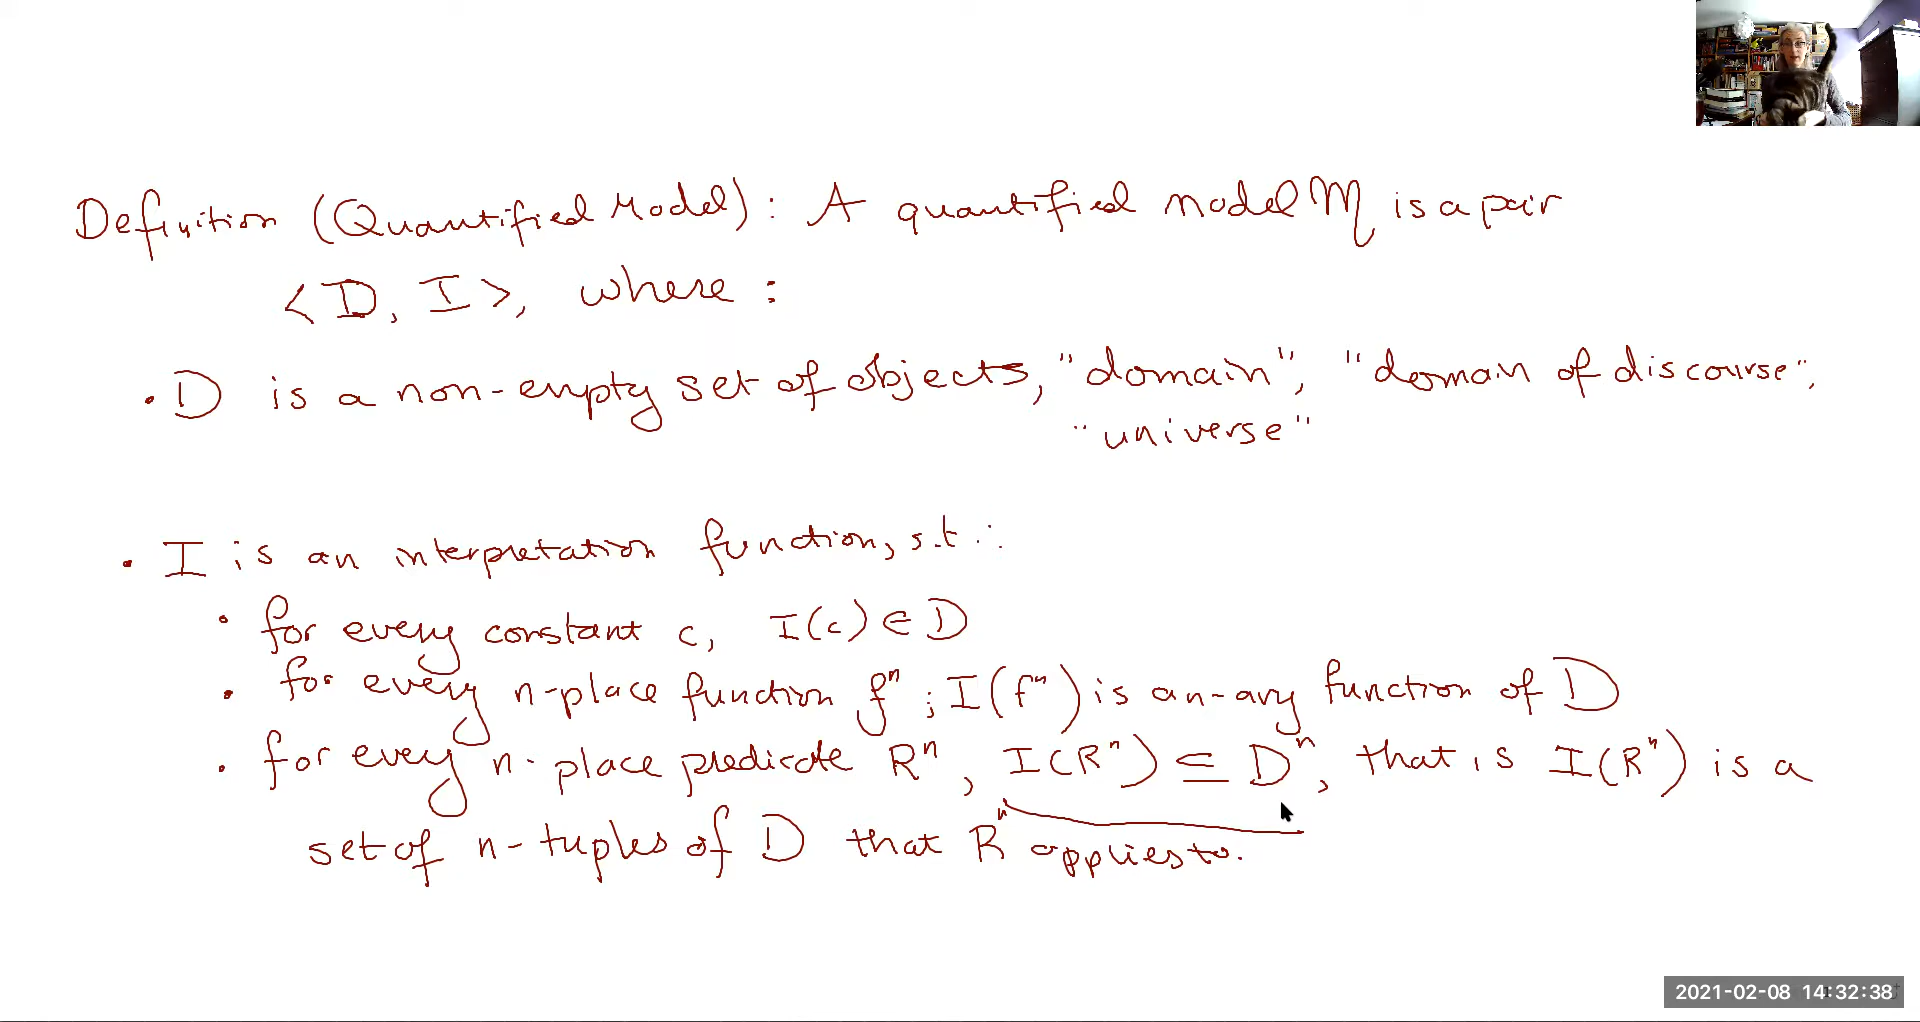 Definition (Quantified Model): A quantified model M is a pair
<D, I>, where:
• D is a non-empty set of objects, "domain", "domain of discourse",
"universe"
• I is an interpretation function, s.t.:
• for every constant c, I(c) ∈ D
• for every n-place function fⁿ; I(fⁿ) is a n-ary function of D
• for every n-place predicate Rⁿ, I(Rⁿ) ⊆ Dⁿ, that is I(Rⁿ) is a
set of n-tuples of D that Rⁿ applies to.
2021-02-08 14:32:38